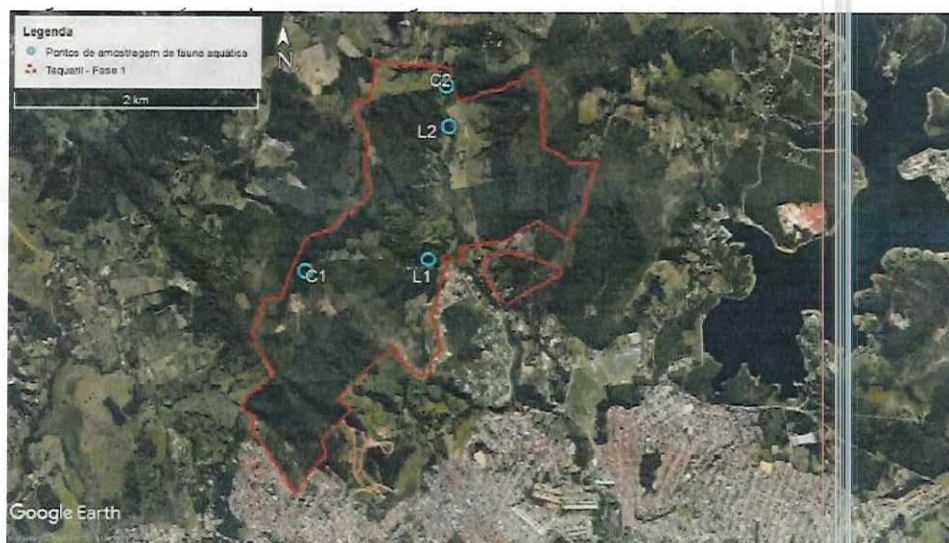 Legenda
Pontos de amostragem de fauna aquática
Taquaril - Fase 1
2 km
N
C2
L2
C1
L1
Google Earth